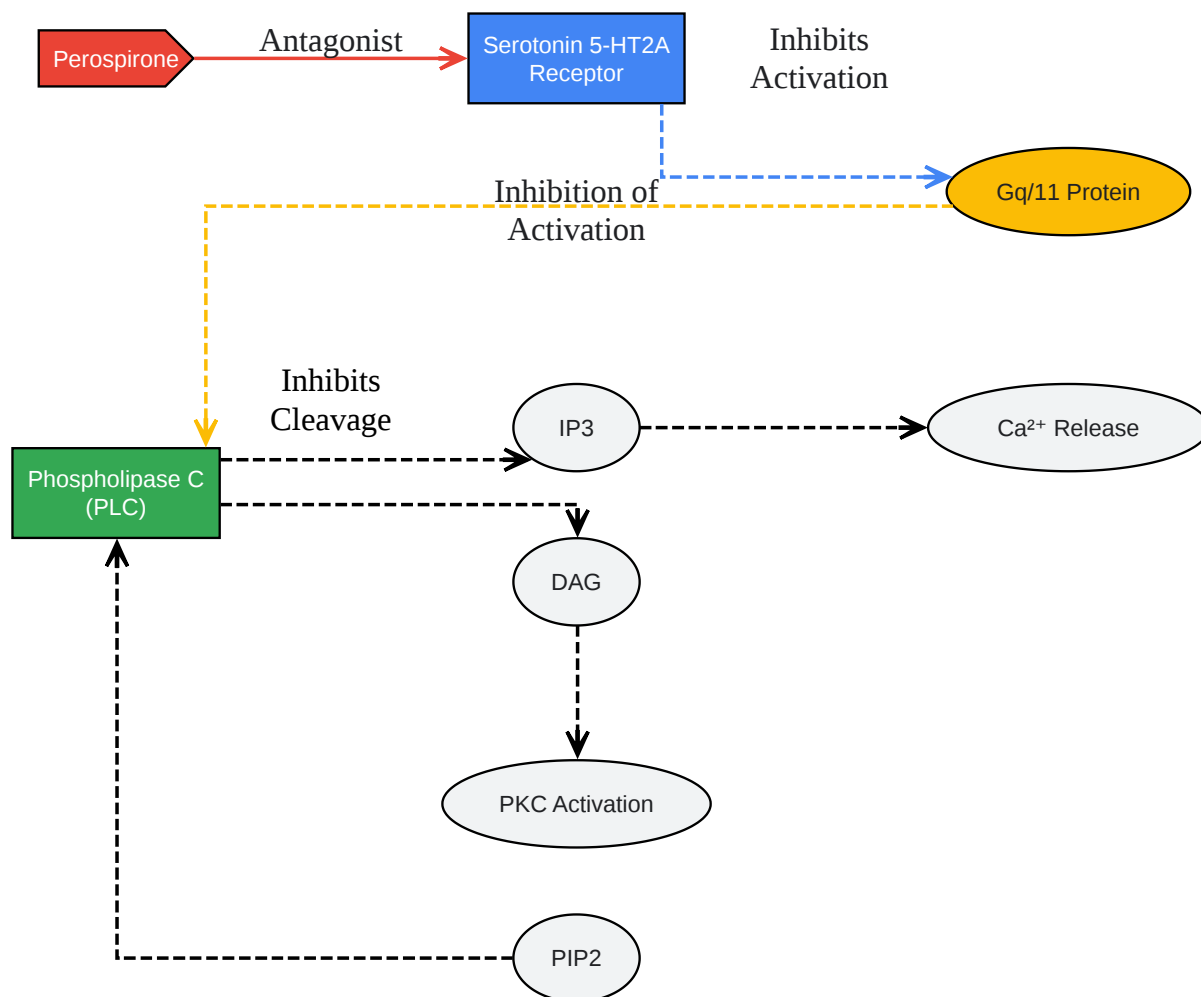 Perospirone
Antagonist
Serotonin 5-HT2A
Receptor
Inhibits
Activation
Gq/11 Protein
Inhibition of
Activation
Inhibits
Cleavage
IP3
Ca²⁺ Release
Phospholipase C
(PLC)
DAG
PKC Activation
PIP2